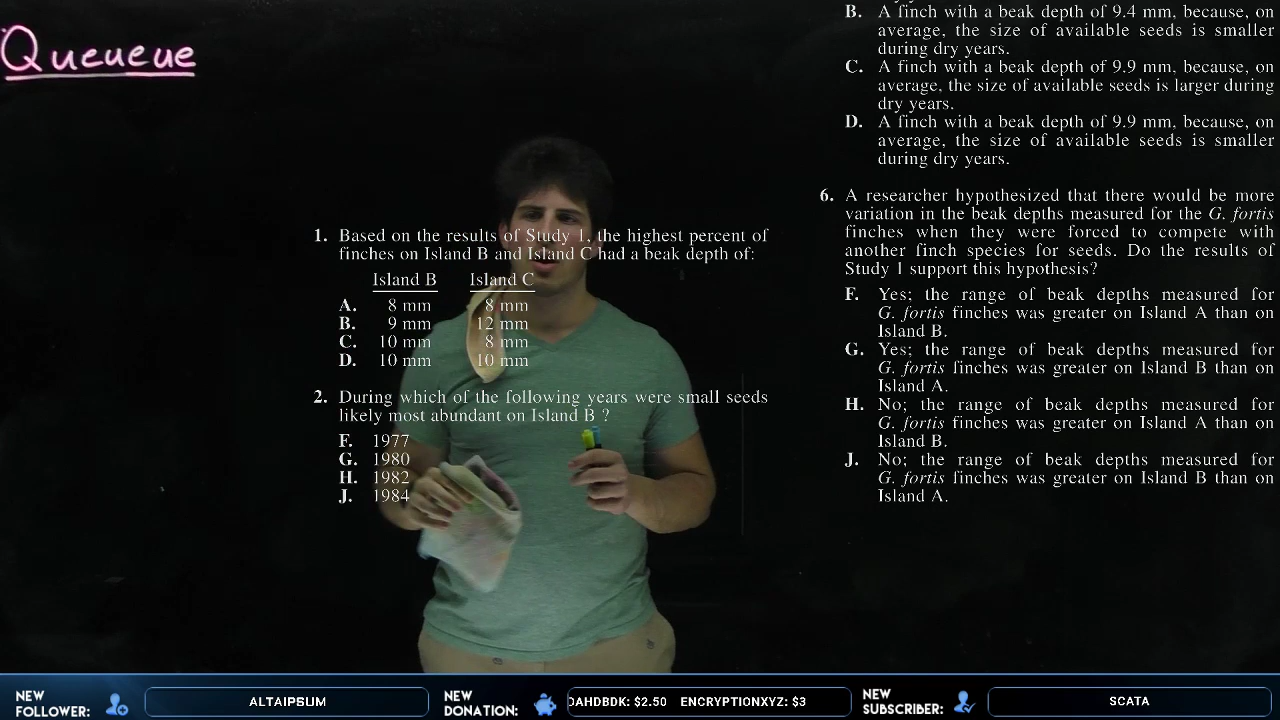 Queueue
B. A finch with a beak depth of 9.4 mm, because, on
average, the size of available seeds is smaller
during dry years.
C. A finch with a beak depth of 9.9 mm, because, on
average, the size of available seeds is larger during
dry years.
D. A finch with a beak depth of 9.9 mm, because, on
average, the size of available seeds is smaller
during dry years.
6. A researcher hypothesized that there would be more
variation in the beak depths measured for the G. fortis
finches when they were forced to compete with
another finch species for seeds. Do the results of
Study 1 support this hypothesis?
F. Yes; the range of beak depths measured for
G. fortis finches was greater on Island A than on
Island B.
G. Yes; the range of beak depths measured for
G. fortis finches was greater on Island B than on
Island A.
H. No; the range of beak depths measured for
G. fortis finches was greater on Island A than on
Island B.
J. No; the range of beak depths measured for
G. fortis finches was greater on Island B than on
Island A.
1. Based on the results of Study 1, the highest percent of
finches on Island B and Island C had a beak depth of:
Island B Island C
A. 8 mm 8 mm
B. 9 mm 12 mm
C. 10 mm 8 mm
D. 10 mm 10 mm
2. During which of the following years were small seeds
likely most abundant on Island B ?
F. 1977
G. 1980
H. 1982
J. 1984
NEW FOLLOWER: ALTAIPSUM
NEW DONATION: DAHDBDK: $2.50 ENCRYPTIONXYZ: $3
NEW SUBSCRIBER: SCATA